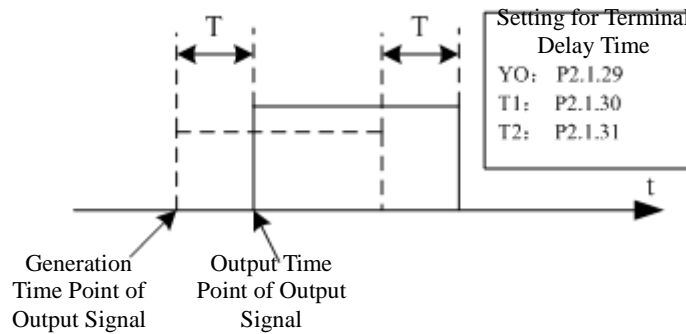 T
T
Setting for Terminal
Delay Time
YO: P2.1.29
T1: P2.1.30
T2: P2.1.31
t
Generation
Time Point of
Output Signal
Output Time
Point of Output
Signal